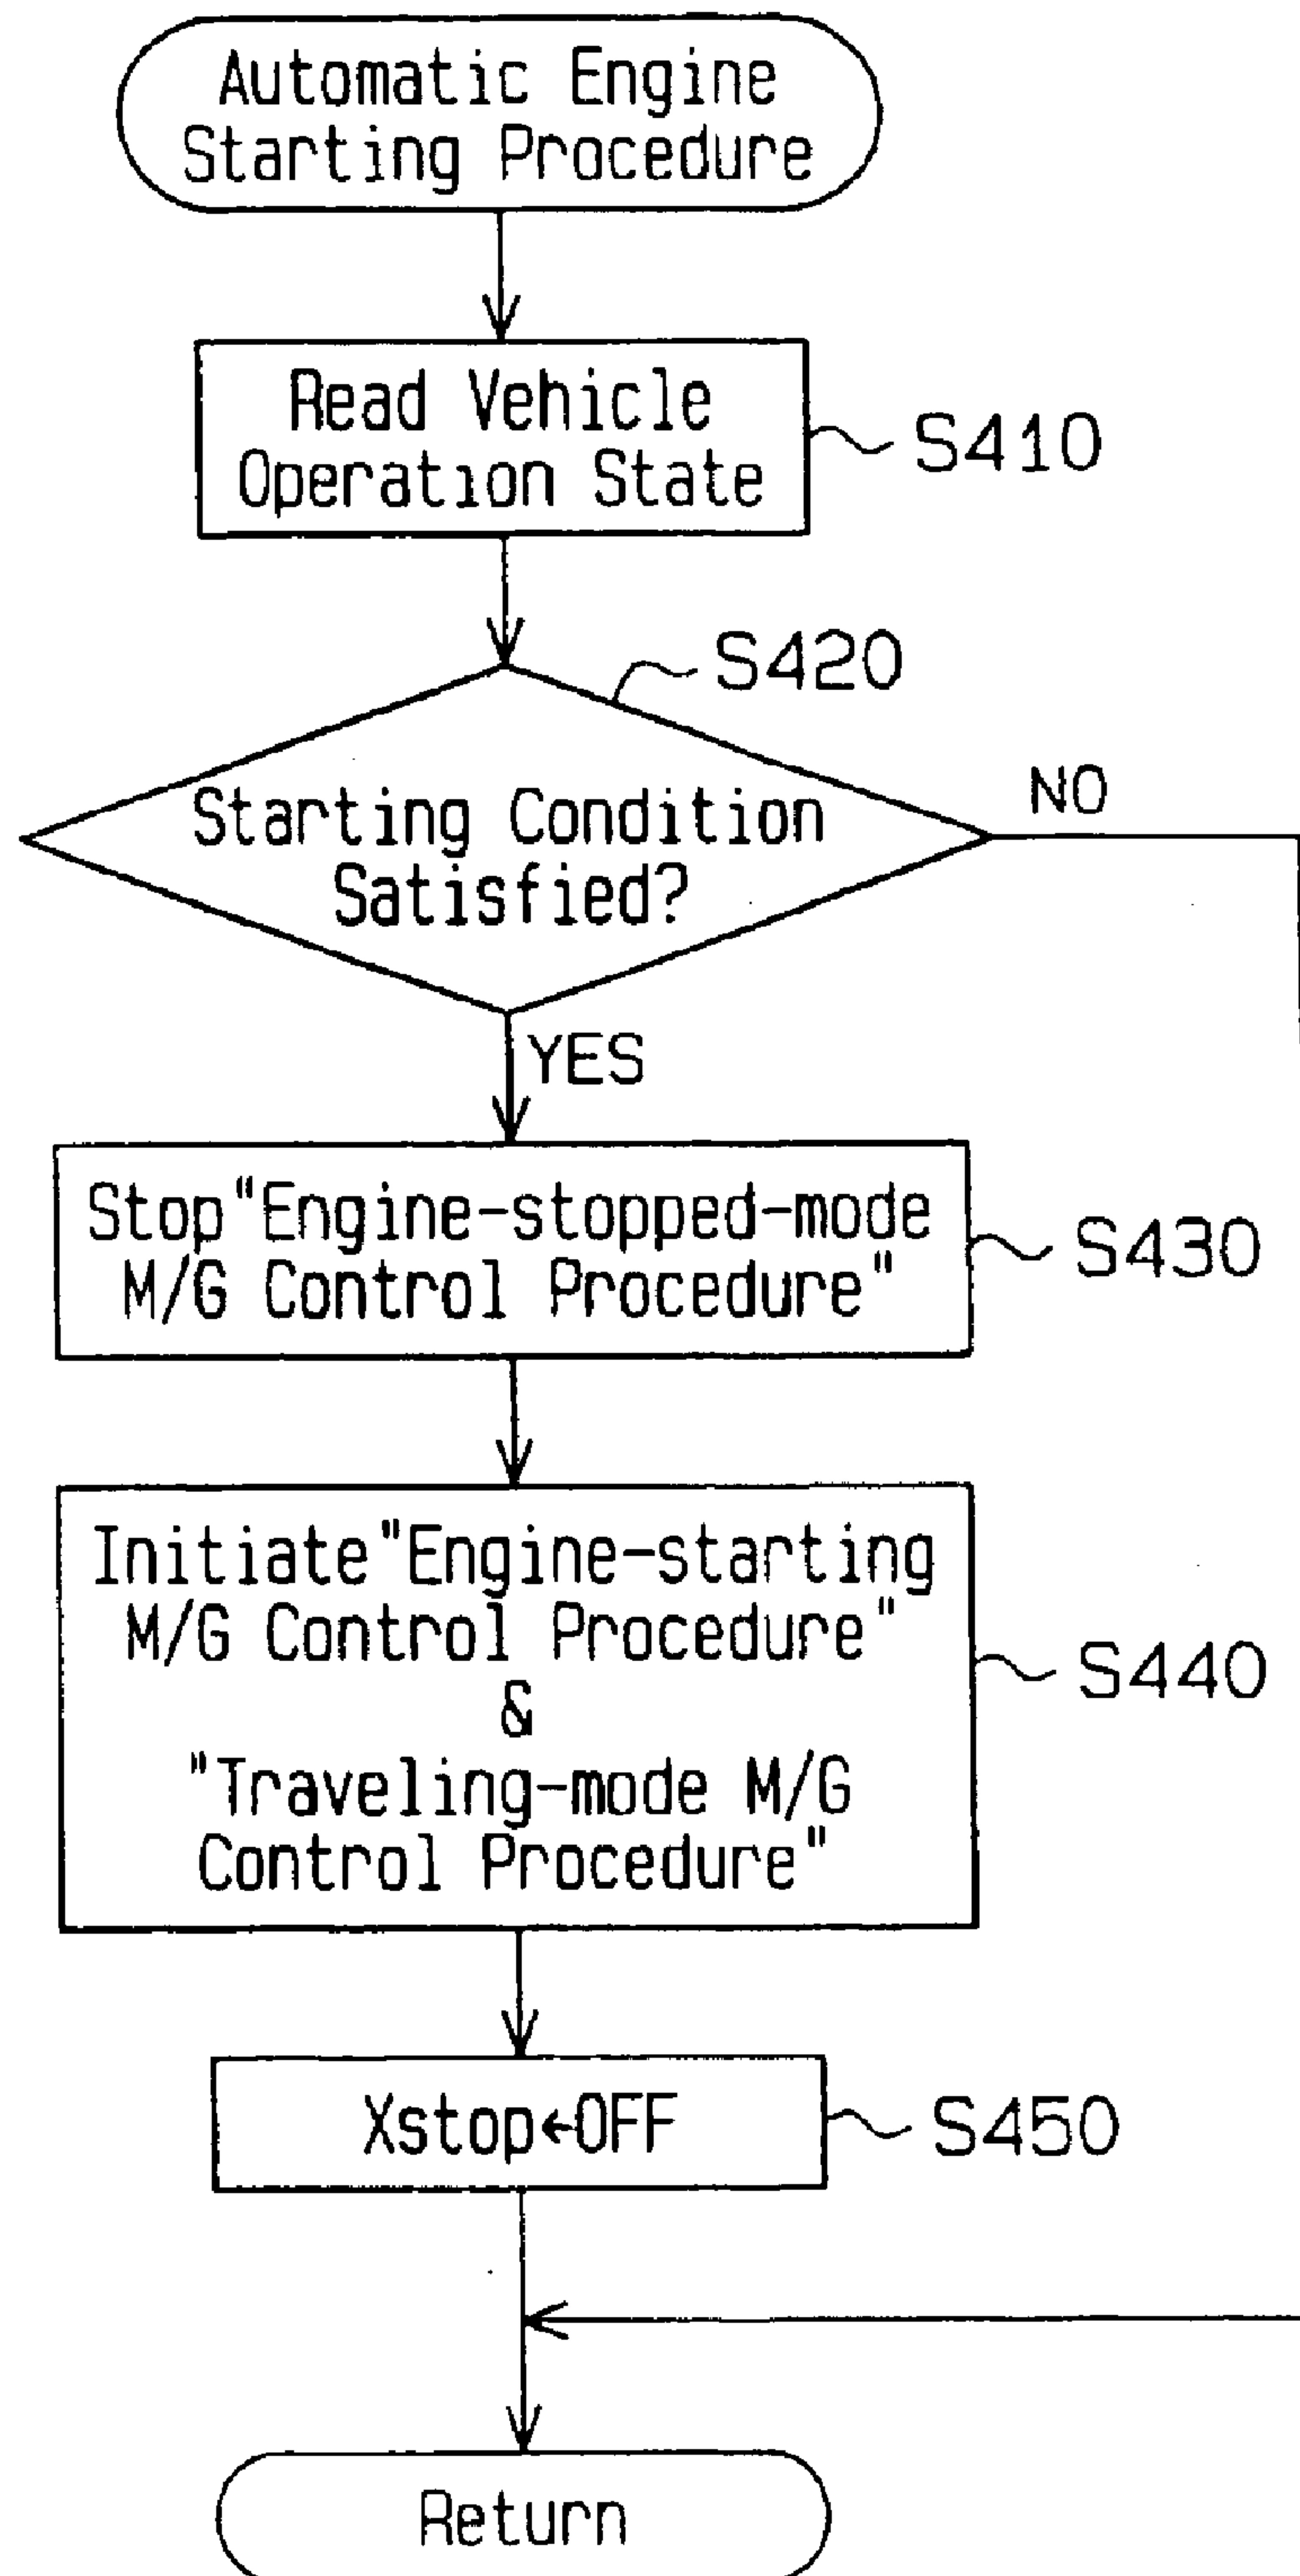 Automatic Engine
Starting Procedure
Read Vehicle
Operation State
S410
S420
Starting Condition
Satisfied?
NO
YES
Stop"Engine-stopped-mode
M/G Control Procedure"
S430
Initiate"Engine-starting
M/G Control Procedure"
&
"Traveling-mode M/G
Control Procedure"
S440
Xstop←OFF
S450
Return